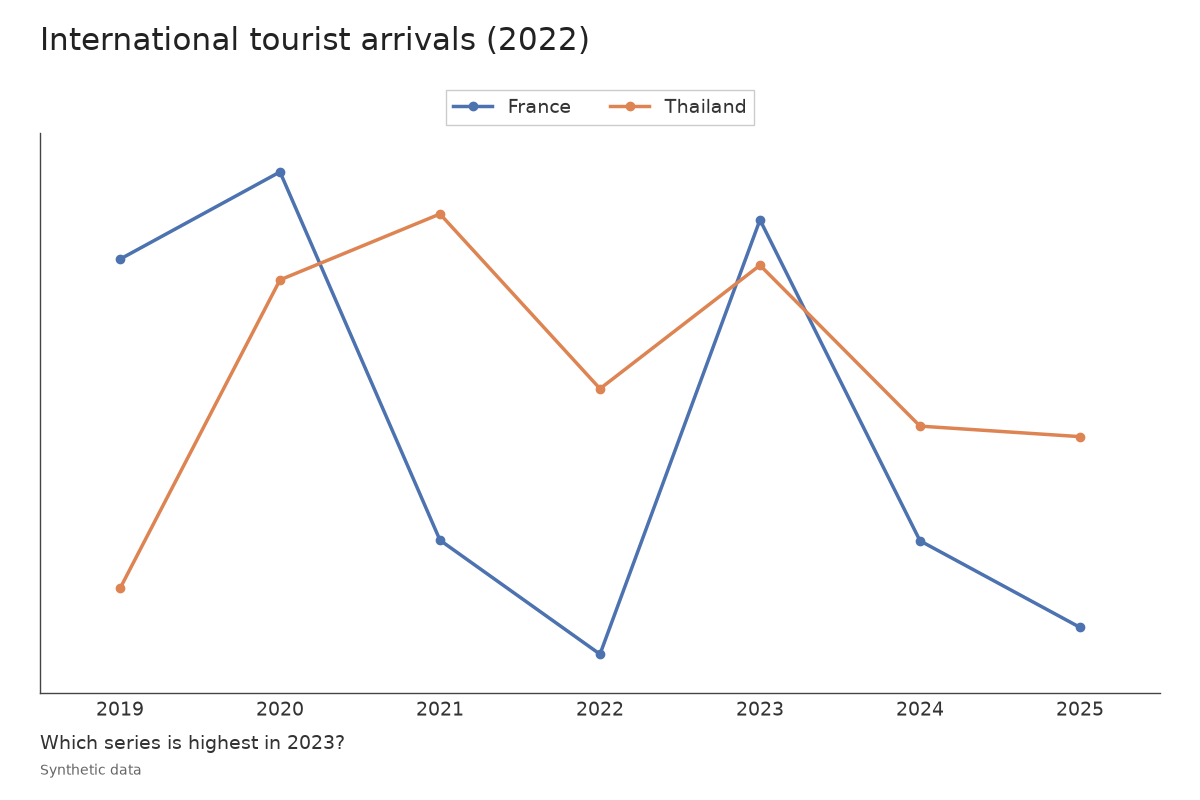 International tourist arrivals (2022)
France Thailand
2019 2020 2021 2022 2023 2024 2025
Which series is highest in 2023?
Synthetic data